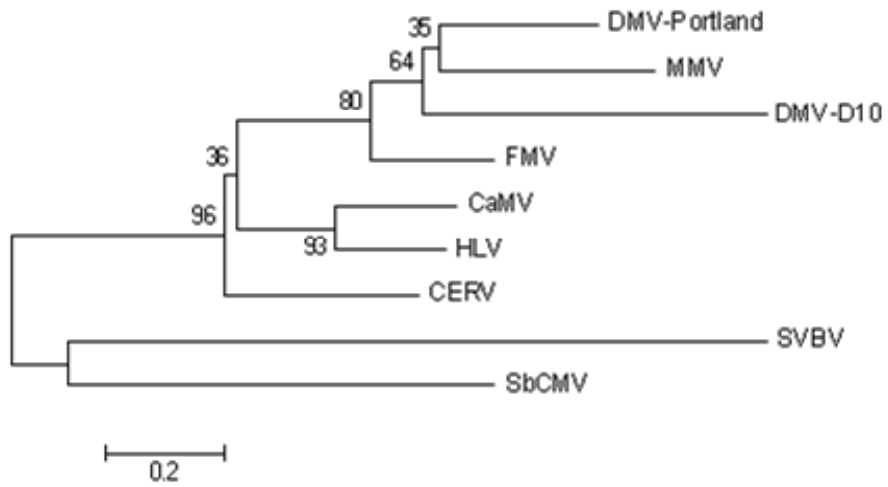 35 DMV-Portland
64 MMV
80 DMV-D10
36 FMV
96 CaMV
93 HLV
CERV
SVBV
SbCMV
0.2